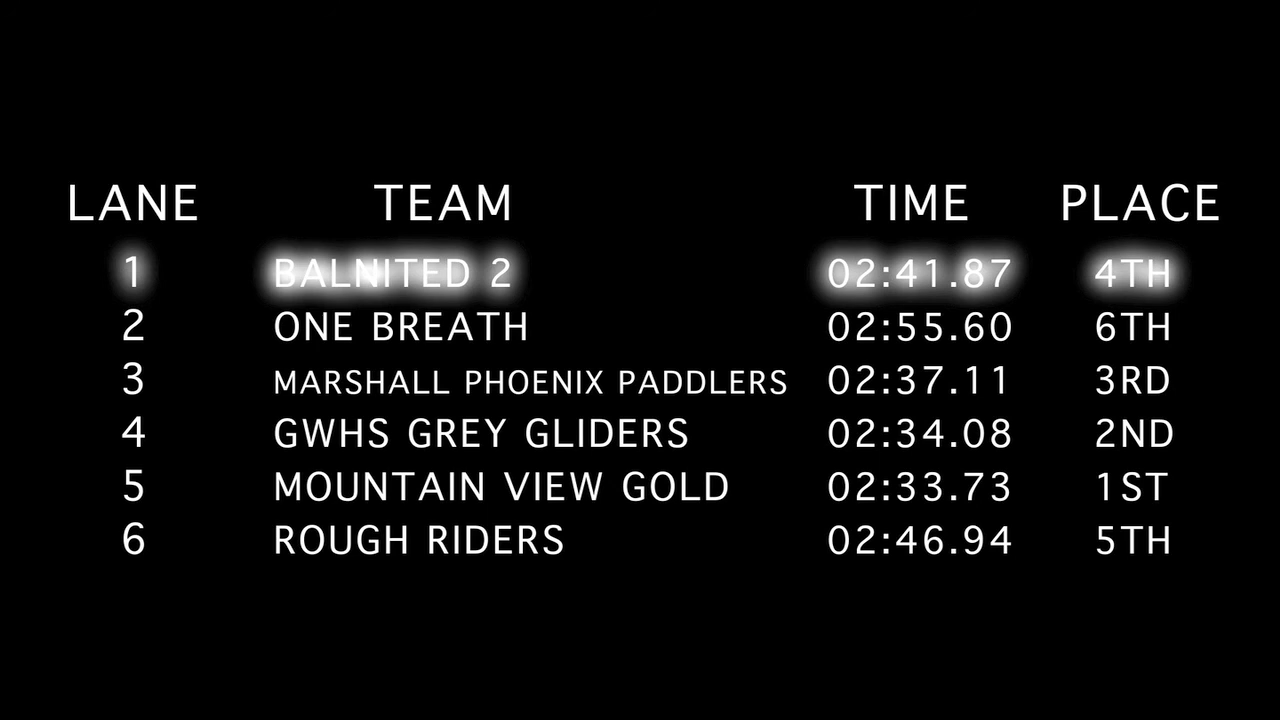 LANE TEAM TIME PLACE
1 BALNITED 2 02:41.87 4TH
2 ONE BREATH 02:55.60 6TH
3 MARSHALL PHOENIX PADDLERS 02:37.11 3RD
4 GWHS GREY GLIDERS 02:34.08 2ND
5 MOUNTAIN VIEW GOLD 02:33.73 1ST
6 ROUGH RIDERS 02:46.94 5TH